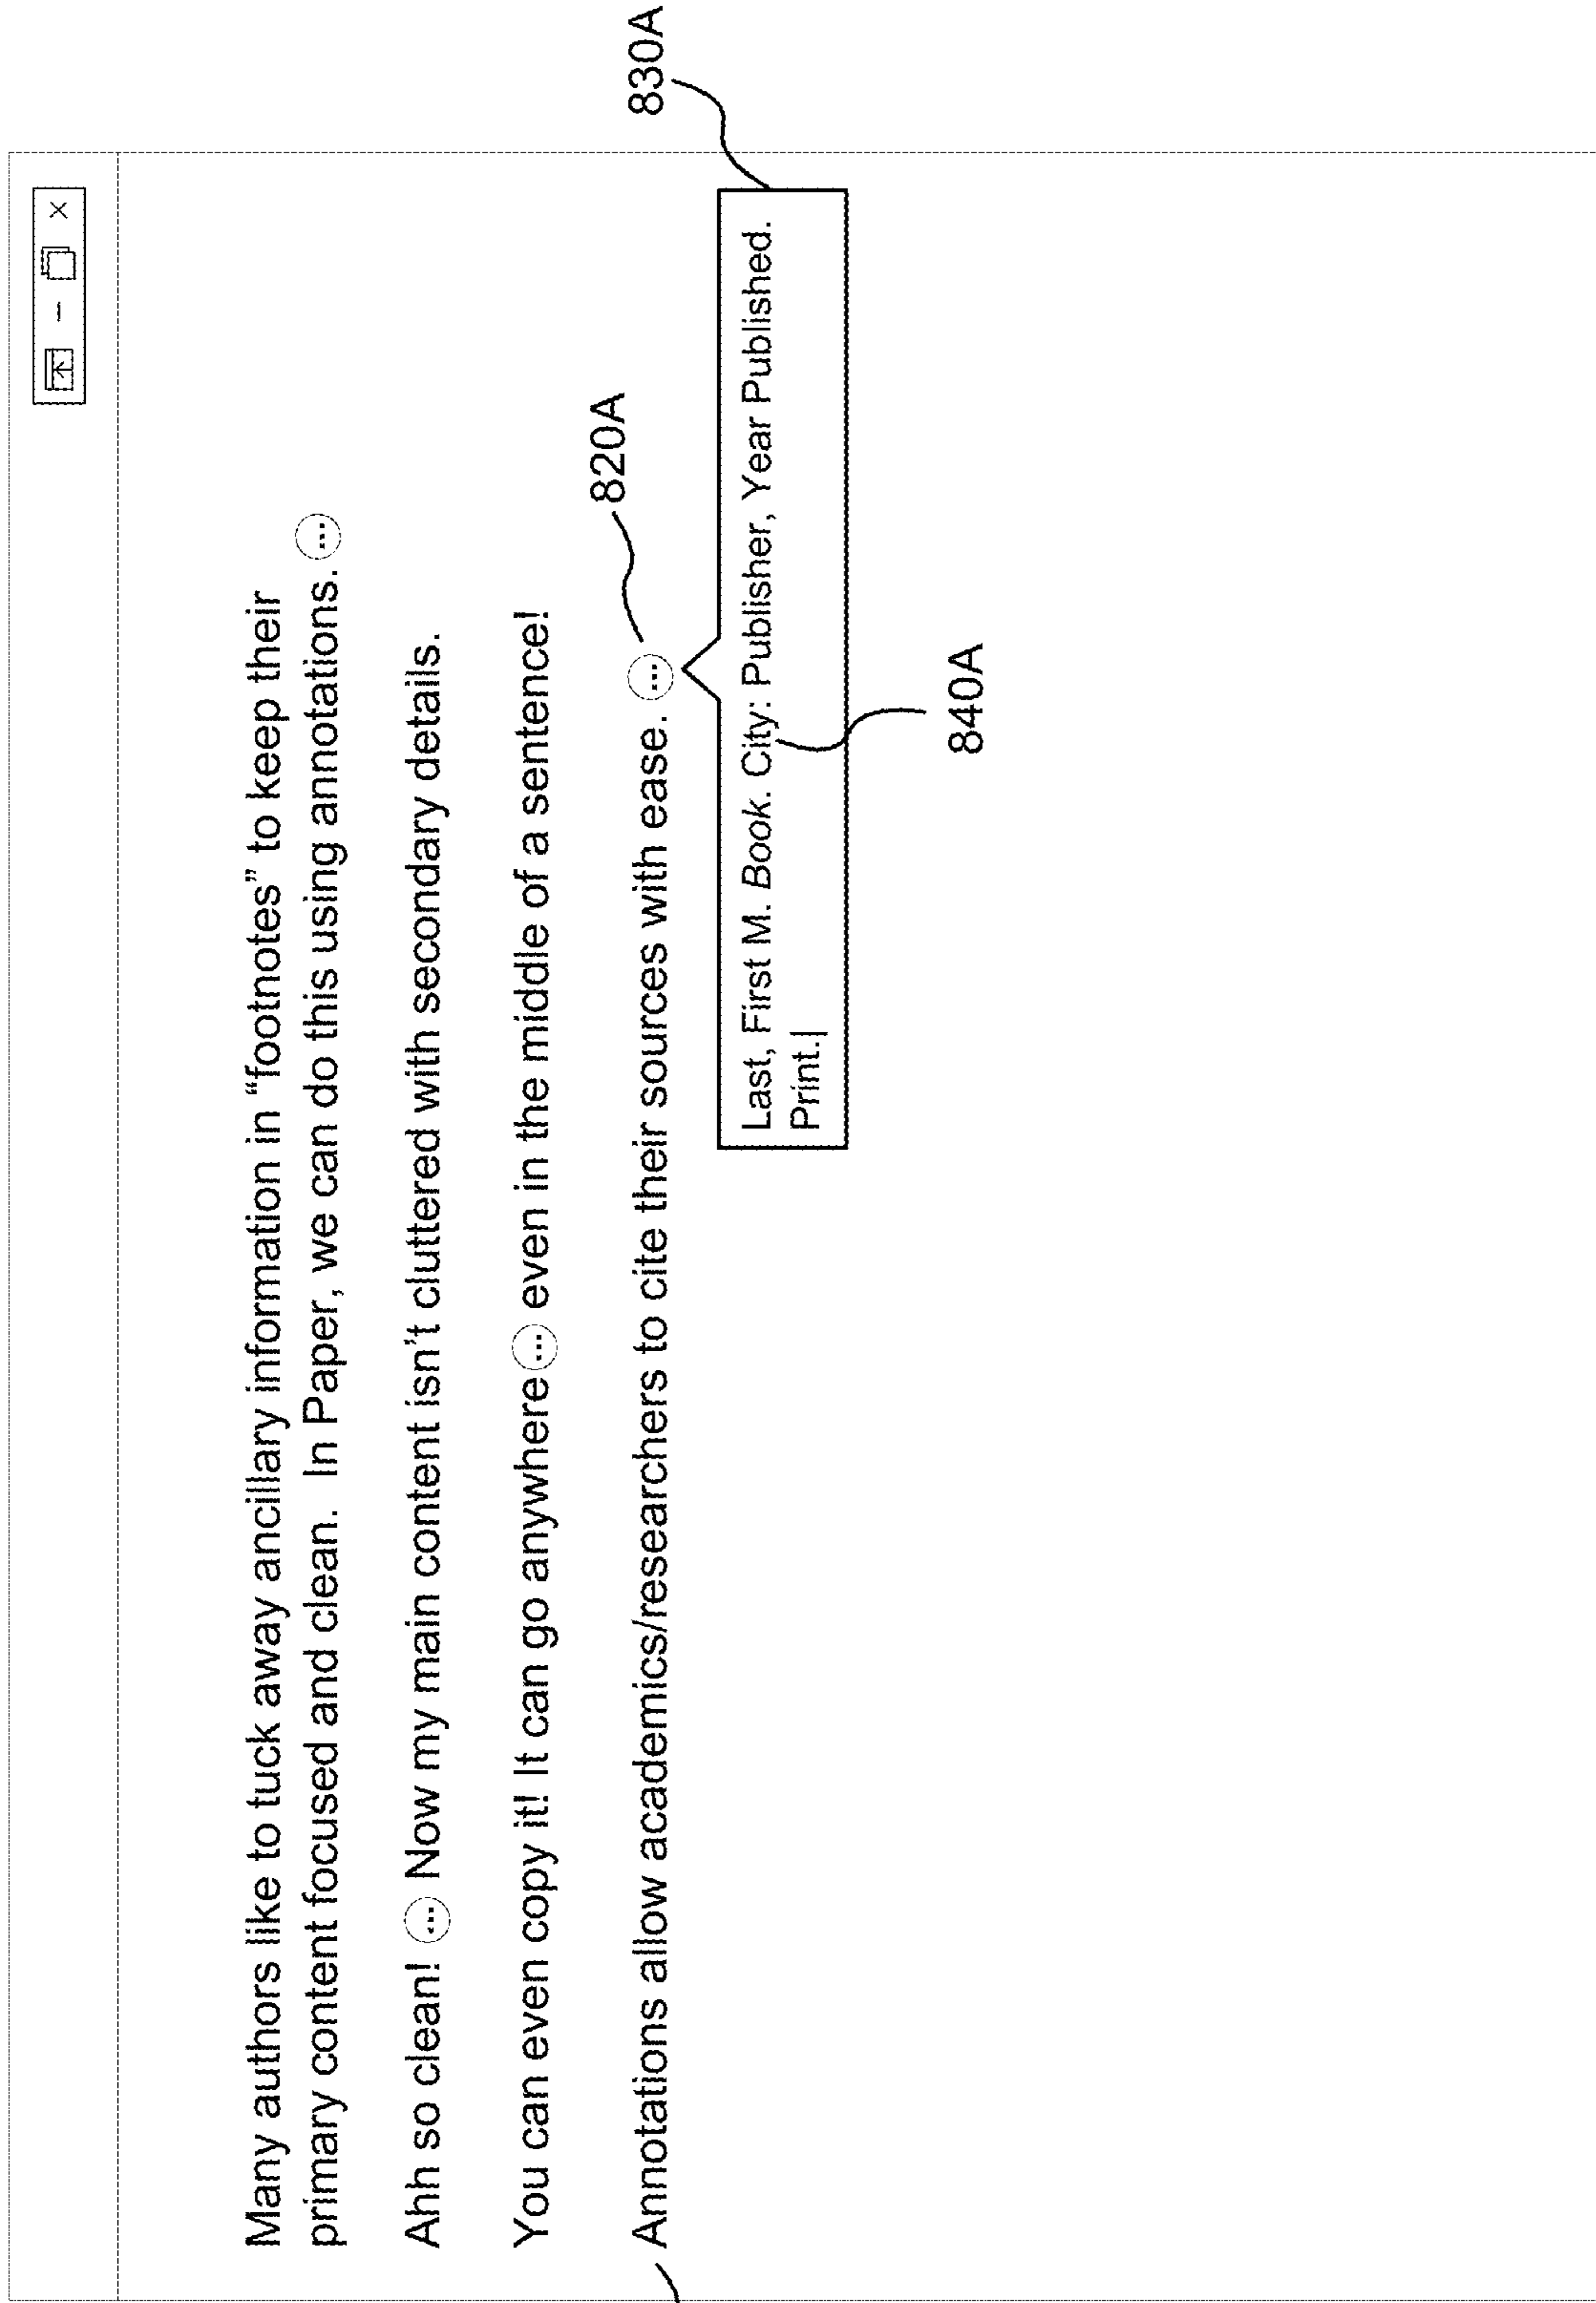 Many authors like to tuck away ancillary information in “footnotes” to keep their
primary content focused and clean.  In Paper, we can do this using annotations. ...
Ahh so clean! ... Now my main content isn’t cluttered with secondary details.
You can even copy it! It can go anywhere ... even in the middle of a sentence!
820A
Annotations allow academics/researchers to cite their sources with ease. ...
830A
Last, First M. Book. City: Publisher, Year Published.
Print.
840A